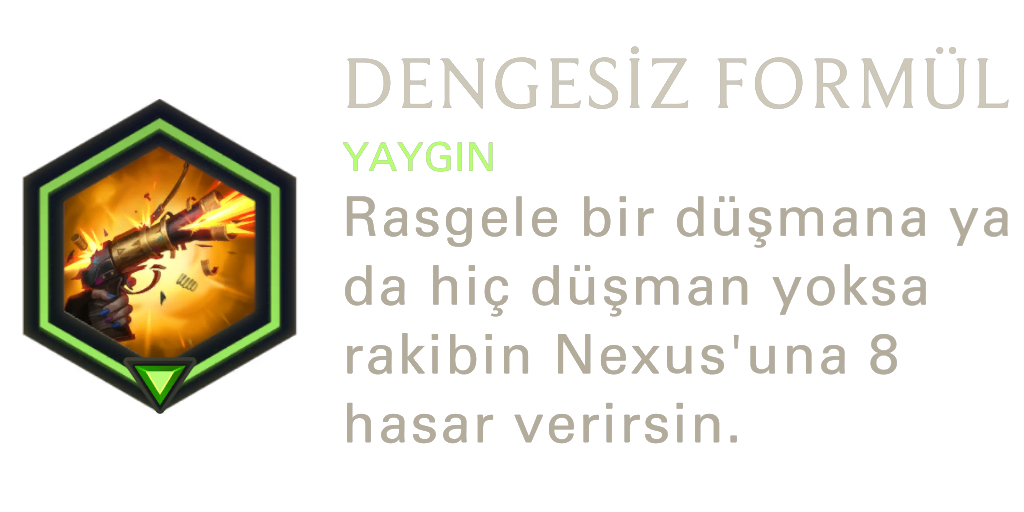 DENGESİZ FORMÜL
YAYGIN
Rasgele bir düşmana ya
da hiç düşman yoksa
rakibin Nexus'una 8
hasar verirsin.